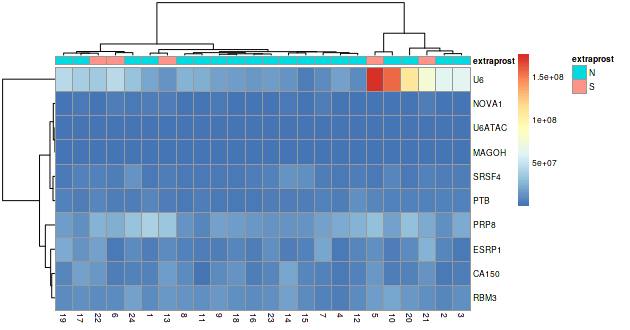 extraprost
U6
NOVA1
U6ATAC
MAGOH
SRSF4
PTB
PRP8
ESRP1
CA150
RBM3
19 17 22 6 24 1 13 8 11 9 18 16 23 14 15 7 4 12 5 10 20 21 2 3
1.5e+08
1e+08
5e+07
extraprost
N
S